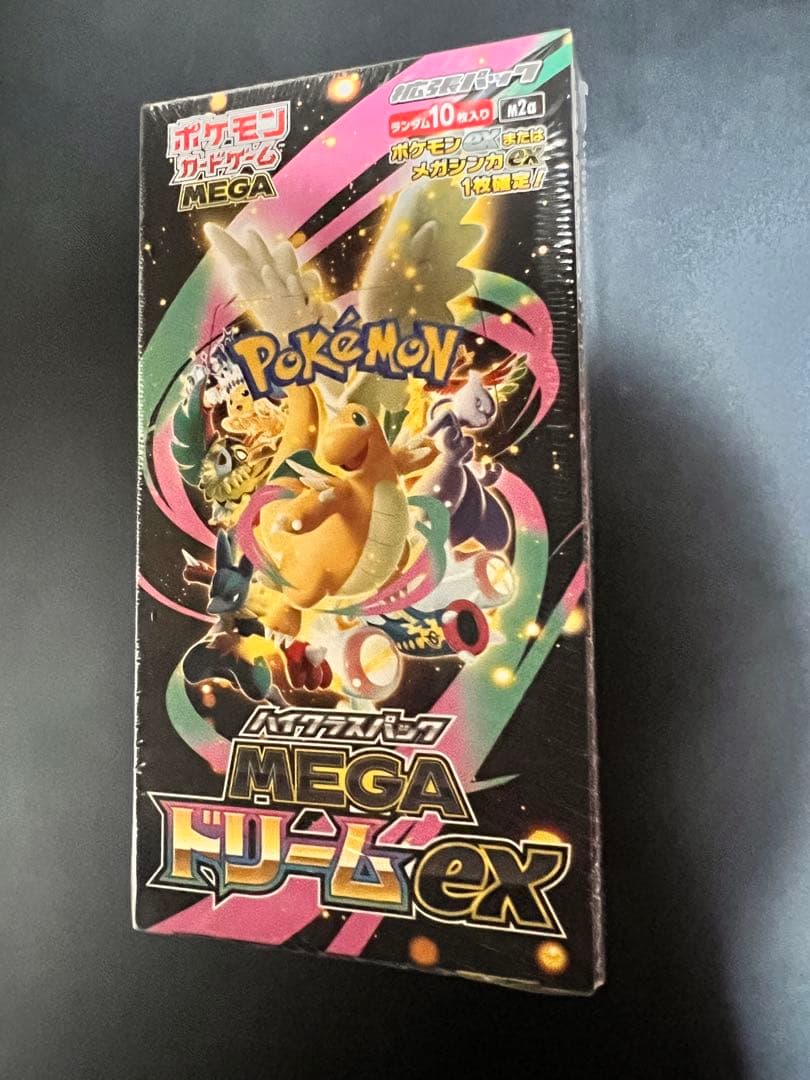 拡張パック
ポケモン
カードゲーム
MEGA
ランダム10枚入り
M2a
ポケモンexまたは
メガシンカex
1枚確定!
POKéMON
ハイクラスパック
MEGA
ドリームex